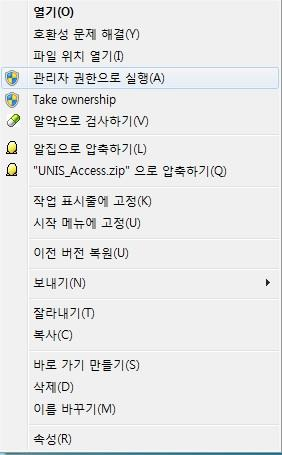 열기(O)
호환성 문제 해결(Y)
파일 위치 열기(I)
관리자 권한으로 실행(A)
Take ownership
알약으로 검사하기(V)
알집으로 압축하기(L)
"UNIS_Access.zip" 으로 압축하기(Q)
작업 표시줄에 고정(K)
시작 메뉴에 고정(U)
이전 버전 복원(U)
보내기(N)
잘라내기(T)
복사(C)
바로 가기 만들기(S)
삭제(D)
이름 바꾸기(M)
속성(R)